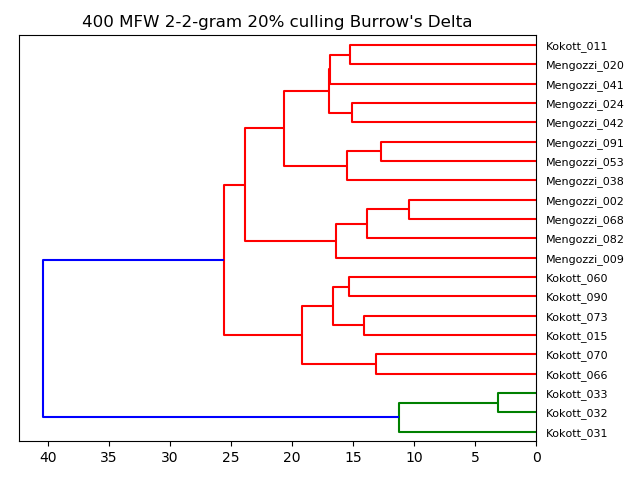 400 MFW 2-2-gram 20% culling Burrow's Delta
Kokott_011
Mengozzi_020
Mengozzi_041
Mengozzi_024
Mengozzi_042
Mengozzi_091
Mengozzi_053
Mengozzi_038
Mengozzi_002
Mengozzi_068
Mengozzi_082
Mengozzi_009
Kokott_060
Kokott_090
Kokott_073
Kokott_015
Kokott_070
Kokott_066
Kokott_033
Kokott_032
Kokott_031
40 35 30 25 20 15 10 5 0